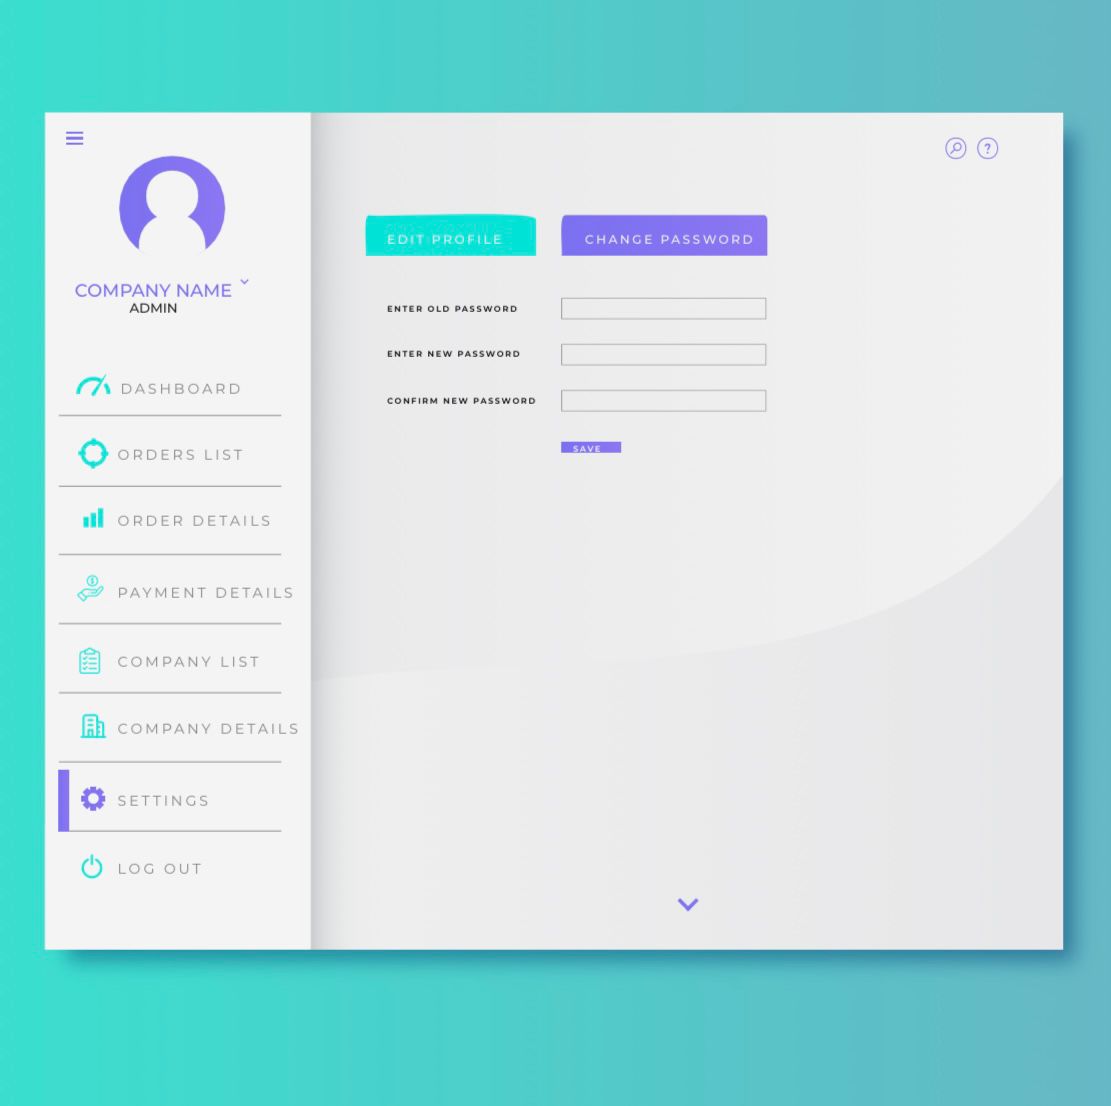 COMPANY NAME
ADMIN
DASHBOARD
ORDERS LIST
ORDER DETAILS
PAYMENT DETAILS
COMPANY LIST
COMPANY DETAILS
SETTINGS
LOG OUT
?
EDIT PROFILE
CHANGE PASSWORD
ENTER OLD PASSWORD
ENTER NEW PASSWORD
CONFIRM NEW PASSWORD
SAVE